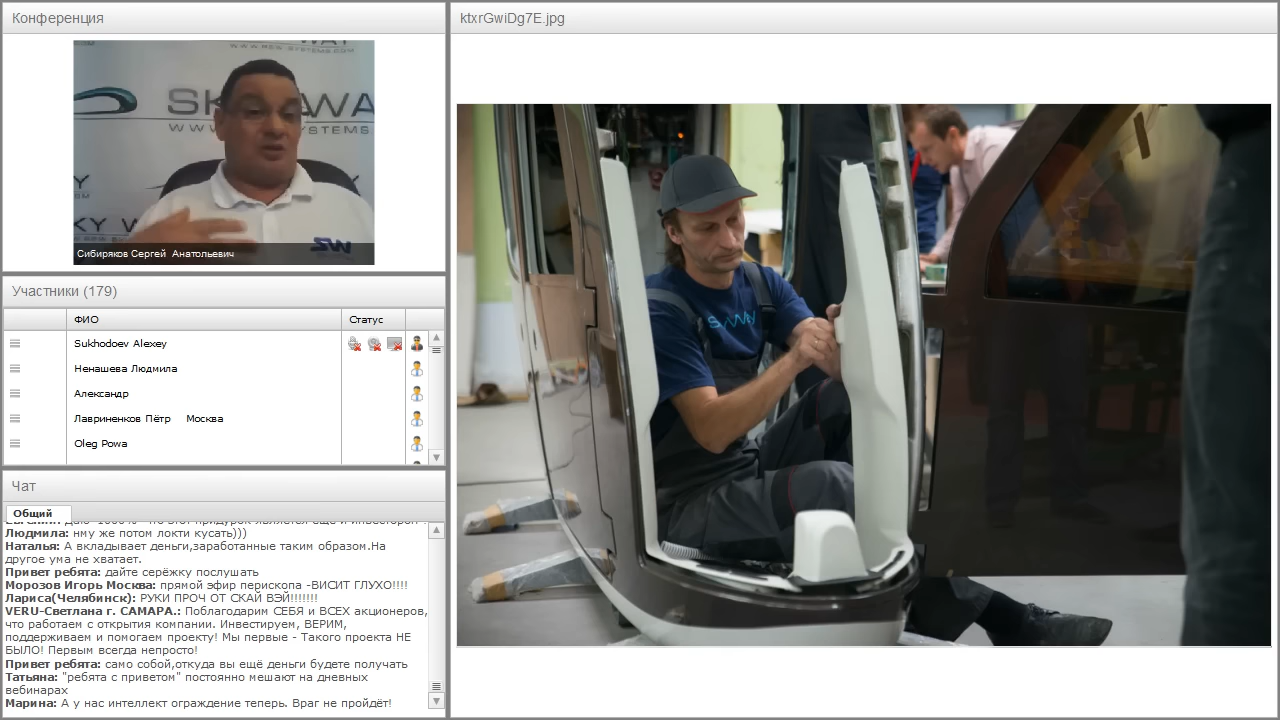 Конференция
SKY WAY
Сибиряков Сергей Анатольевич
Участники (179)
ФИО
Статус
Sukhodoev Alexey
Ненашева Людмила
Александр
Лавриненков Пётр Москва
Oleg Powa
Чат
Общий
Людмила: нму же потом локти кусать)))
Наталья: А вкладывает деньги,заработанные таким образом.На
другое ума не хватает.
Привет ребята: дайте серёжку послушать
Морозов Игорь Москва: прямой эфир перископа -ВИСИТ ГЛУХО!!!!
Лариса(Челябинск): РУКИ ПРОЧ ОТ СКАЙ ВЭЙ!!!!!!!
VERU-Светлана г. САМАРА.: Поблагодарим СЕБЯ и ВСЕХ акционеров,
что работаем с открытия компании. Инвестируем, ВЕРИМ,
поддерживаем и помогаем проекту! Мы первые - Такого проекта НЕ
БЫЛО! Первым всегда непросто!
Привет ребята: само собой,откуда вы ещё деньги будете получать
Татьяна: "ребята с приветом" постоянно мешают на дневных
вебинарах
Марина: А у нас интеллект ограждение теперь. Враг не пройдёт!
ktxrGwiDg7E.jpg